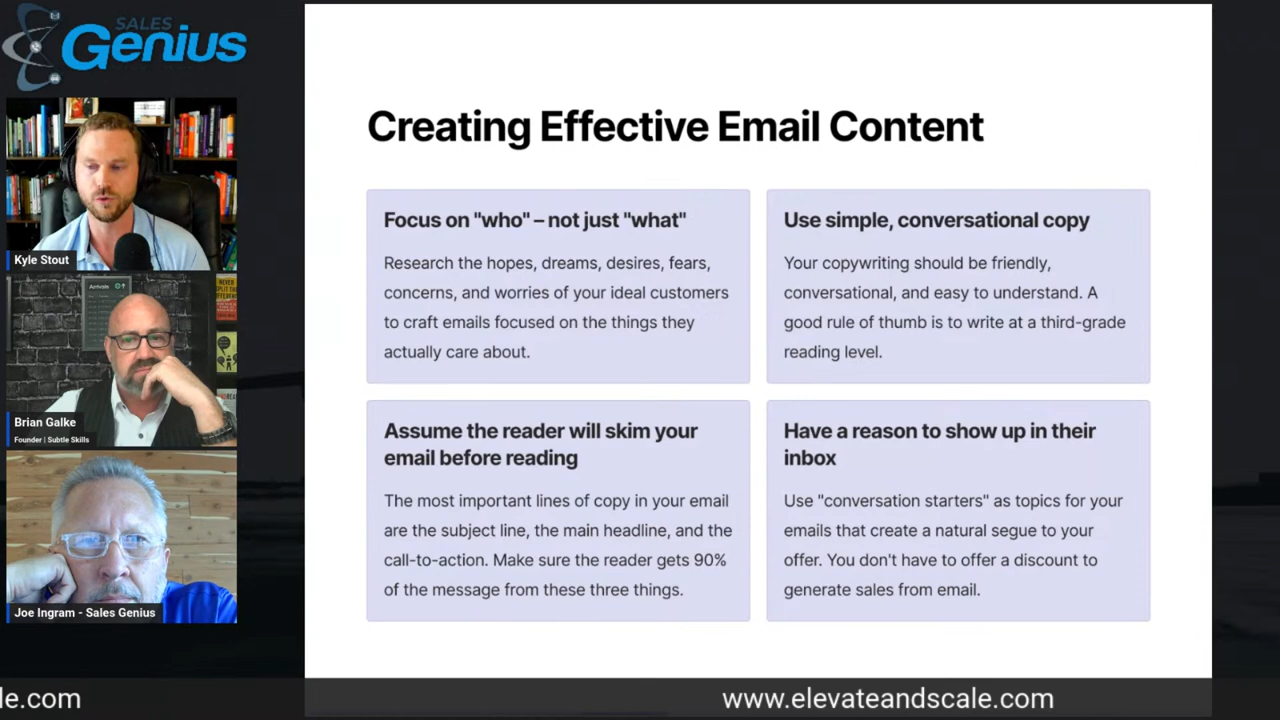 SALES
Genius
Kyle Stout
Arrivals
NEVER
SPLIT THE
Brian Galke
Founder | Subtle Skills
Joe Ingram - Sales Genius
Creating Effective Email Content
Focus on "who" – not just "what"
Research the hopes, dreams, desires, fears,
concerns, and worries of your ideal customers
to craft emails focused on the things they
actually care about.
Use simple, conversational copy
Your copywriting should be friendly,
conversational, and easy to understand. A
good rule of thumb is to write at a third-grade
reading level.
Assume the reader will skim your
email before reading
The most important lines of copy in your email
are the subject line, the main headline, and the
call-to-action. Make sure the reader gets 90%
of the message from these three things.
Have a reason to show up in their
inbox
Use "conversation starters" as topics for your
emails that create a natural segue to your
offer. You don't have to offer a discount to
generate sales from email.
le.com
www.elevateandscale.com